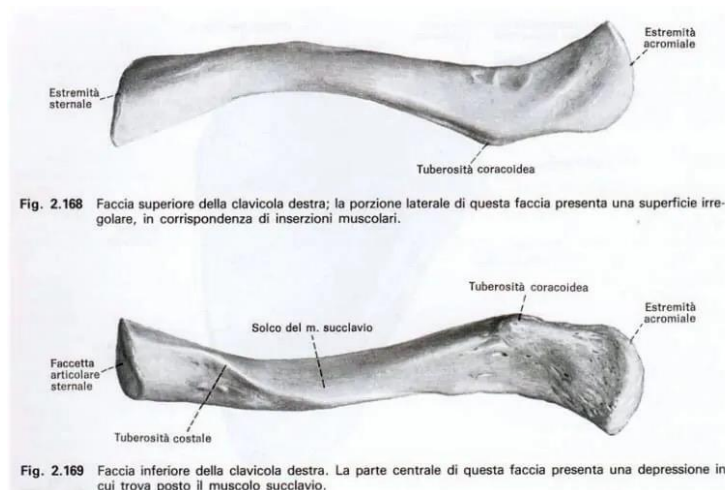 Estremità
sternale
Estremità
acromiale
Tuberosità coracoidea
Fig. 2.168 Faccia superiore della clavicola destra; la porzione laterale di questa faccia presenta una superficie irre-
golare, in corrispondenza di inserzioni muscolari.
Tuberosità coracoidea
Estremità
acromiale
Solco del m. succlavio
Faccetta
articolare
sternale
Tuberosità costale
Fig. 2.169 Faccia inferiore della clavicola destra. La parte centrale di questa faccia presenta una depressione in
cui trova posto il muscolo succlavio.